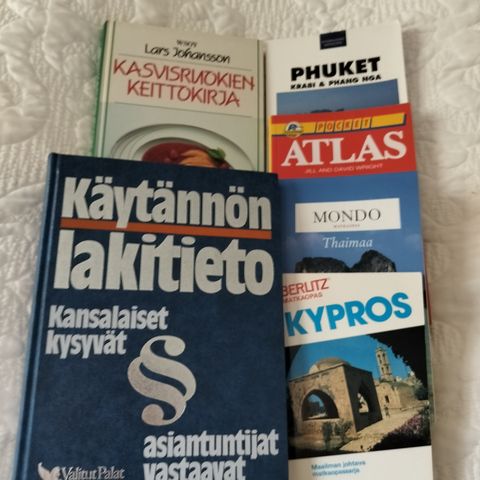 WSOY
Lars Johansson
KASVISRUOKIEN
KEITTOKIRJA
PHUKET
KRABI & PHANG NGA
POCKET
ATLAS
JILL AND DAVID WRIGHT
MONDO
Thaimaa
BERLITZ
MATKAOPAS
KYPROS
Maailman johtava
matkaopassarja
Käytännön
lakitieto
Kansalaiset
kysyvät
§
asiantuntijat
vastaavat
Valitut Palat